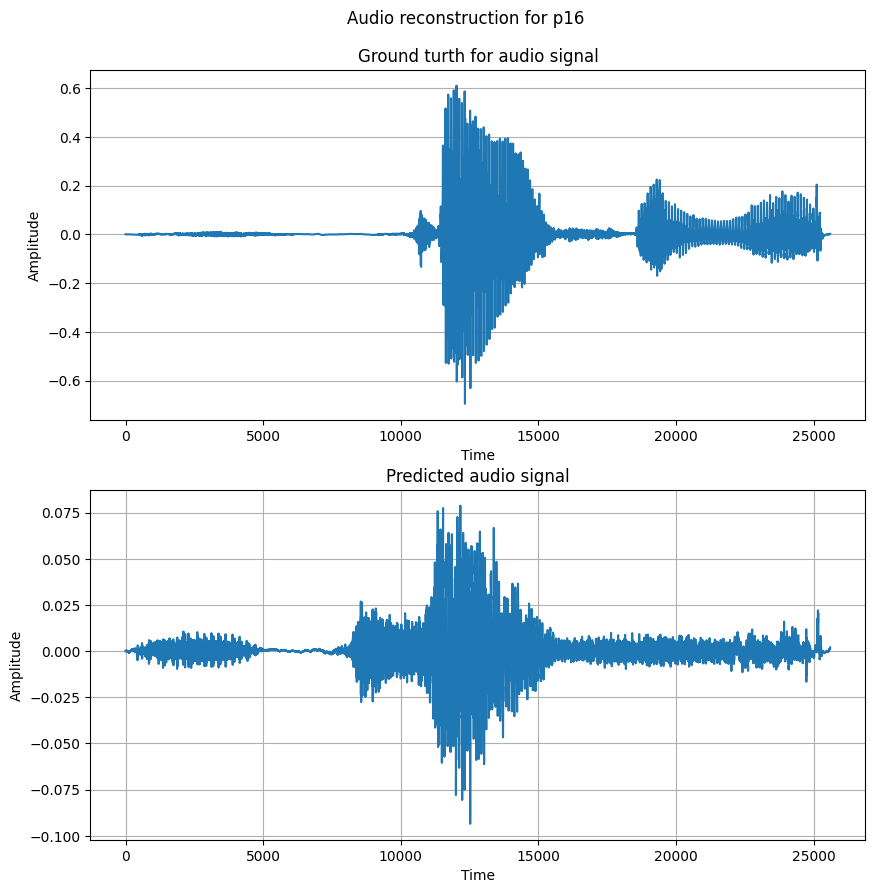 Audio reconstruction for p16
Ground turth for audio signal
0.6
0.4
0.2
0.0
−0.2
−0.4
−0.6
Amplitude
0 5000 10000 15000 20000 25000
Time
Predicted audio signal
0.075
0.050
0.025
0.000
−0.025
−0.050
−0.075
−0.100
Amplitude
0 5000 10000 15000 20000 25000
Time